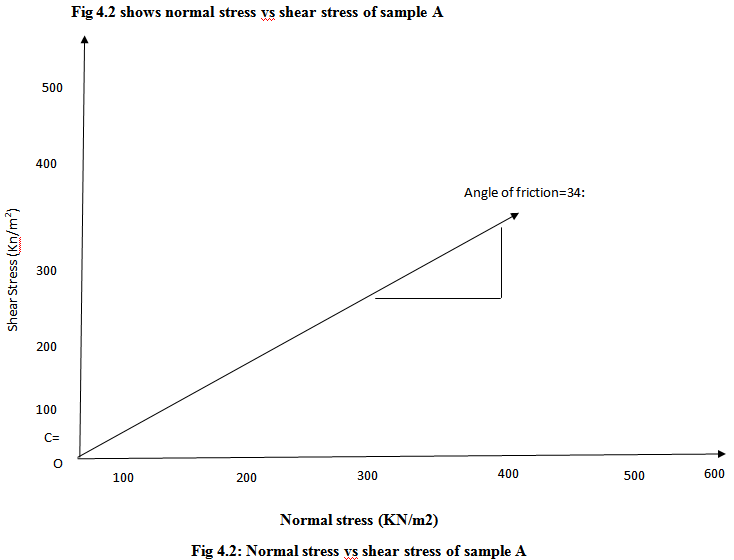 Fig 4.2 shows normal stress vs shear stress of sample A
500
400
Angle of friction=34:
Shear Stress (Kn/m²)
300
200
100
C=
O
100 200 300 400 500 600
Normal stress (KN/m2)
Fig 4.2: Normal stress vs shear stress of sample A